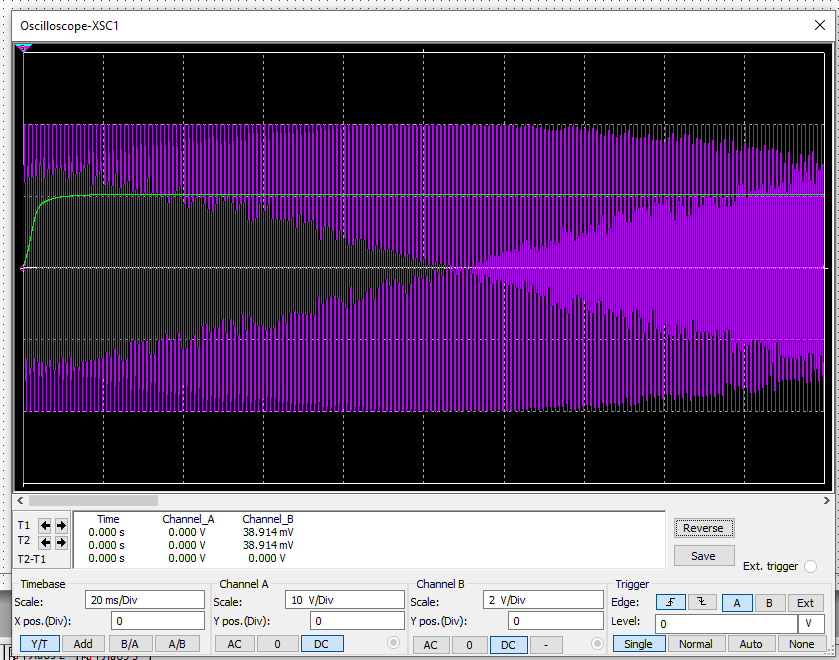 Oscilloscope-XSC1
Time Channel_A Channel_B
T1 0.000 s 0.000 V 38.914 mV
T2 0.000 s 0.000 V 38.914 mV
T2-T1 0.000 s 0.000 V 0.000 V
Reverse
Save
Ext. trigger
Timebase
Scale: 20 ms/Div
X pos.(Div): 0
Y/T Add B/A A/B
Channel A
Scale: 10 V/Div
Y pos.(Div): 0
AC 0 DC
Channel B
Scale: 2 V/Div
Y pos.(Div): 0
AC 0 DC -
Trigger
Edge: A B Ext
Level: 0 V
Single Normal Auto None